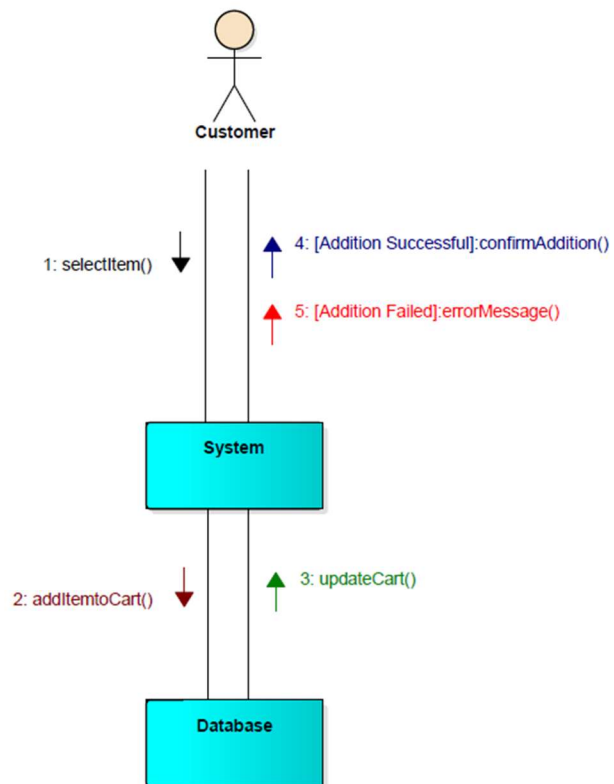 Customer
1: selectItem()
4: [Addition Successful]:confirmAddition()
5: [Addition Failed]:errorMessage()
System
2: addItemtoCart()
3: updateCart()
Database